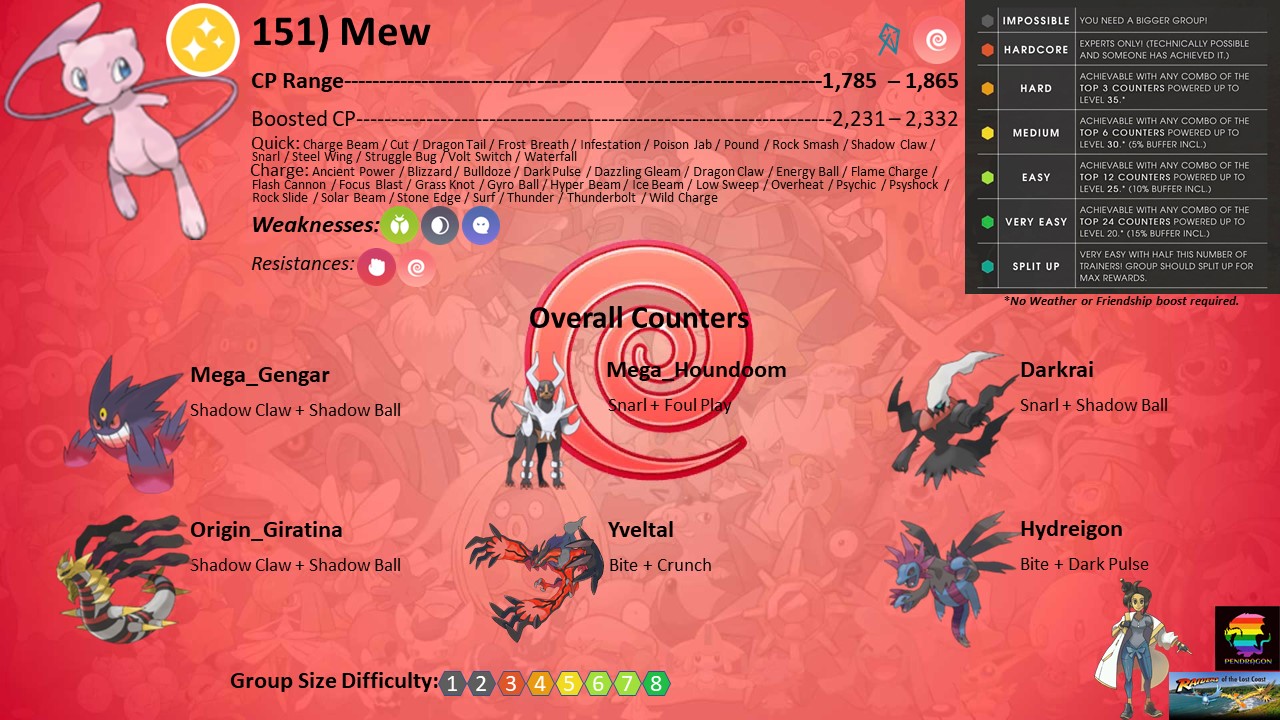 151) Mew
CP Range--------------------------------------------------------------------1,785 – 1,865
Boosted CP--------------------------------------------------------------------2,231 – 2,332
Quick: Charge Beam / Cut / Dragon Tail / Frost Breath / Infestation / Poison Jab / Pound / Rock Smash / Shadow Claw /
Snarl / Steel Wing / Struggle Bug / Volt Switch / Waterfall
Charge: Ancient Power / Blizzard / Bulldoze / Dark Pulse / Dazzling Gleam / Dragon Claw / Energy Ball / Flame Charge /
Flash Cannon / Focus Blast / Grass Knot / Gyro Ball / Hyper Beam / Ice Beam / Low Sweep / Overheat / Psychic / Psyshock /
Rock Slide / Solar Beam / Stone Edge / Surf / Thunder / Thunderbolt / Wild Charge
Weaknesses:
Resistances:
IMPOSSIBLE YOU NEED A BIGGER GROUP!
HARDCORE EXPERTS ONLY! (TECHNICALLY POSSIBLE
AND SOMEONE HAS ACHIEVED IT.)
HARD ACHIEVABLE WITH ANY COMBO OF THE
TOP 3 COUNTERS POWERED UP TO
LEVEL 35.*
MEDIUM ACHIEVABLE WITH ANY COMBO OF THE
TOP 6 COUNTERS POWERED UP TO
LEVEL 30.* (5% BUFFER INCL.)
EASY ACHIEVABLE WITH ANY COMBO OF THE
TOP 12 COUNTERS POWERED UP TO
LEVEL 25.* (10% BUFFER INCL.)
VERY EASY ACHIEVABLE WITH ANY COMBO OF THE
TOP 24 COUNTERS POWERED UP TO
LEVEL 20.* (15% BUFFER INCL.)
SPLIT UP VERY EASY WITH HALF THIS NUMBER OF
TRAINERS! GROUP SHOULD SPLIT UP FOR
MAX REWARDS.
*No Weather or Friendship boost required.
Overall Counters
Mega_Gengar
Shadow Claw + Shadow Ball
Mega_Houndoom
Snarl + Foul Play
Darkrai
Snarl + Shadow Ball
Origin_Giratina
Shadow Claw + Shadow Ball
Yveltal
Bite + Crunch
Hydreigon
Bite + Dark Pulse
Group Size Difficulty: 1 2 3 4 5 6 7 8
PENDRAGON
RAIDERS of the Lost Coast